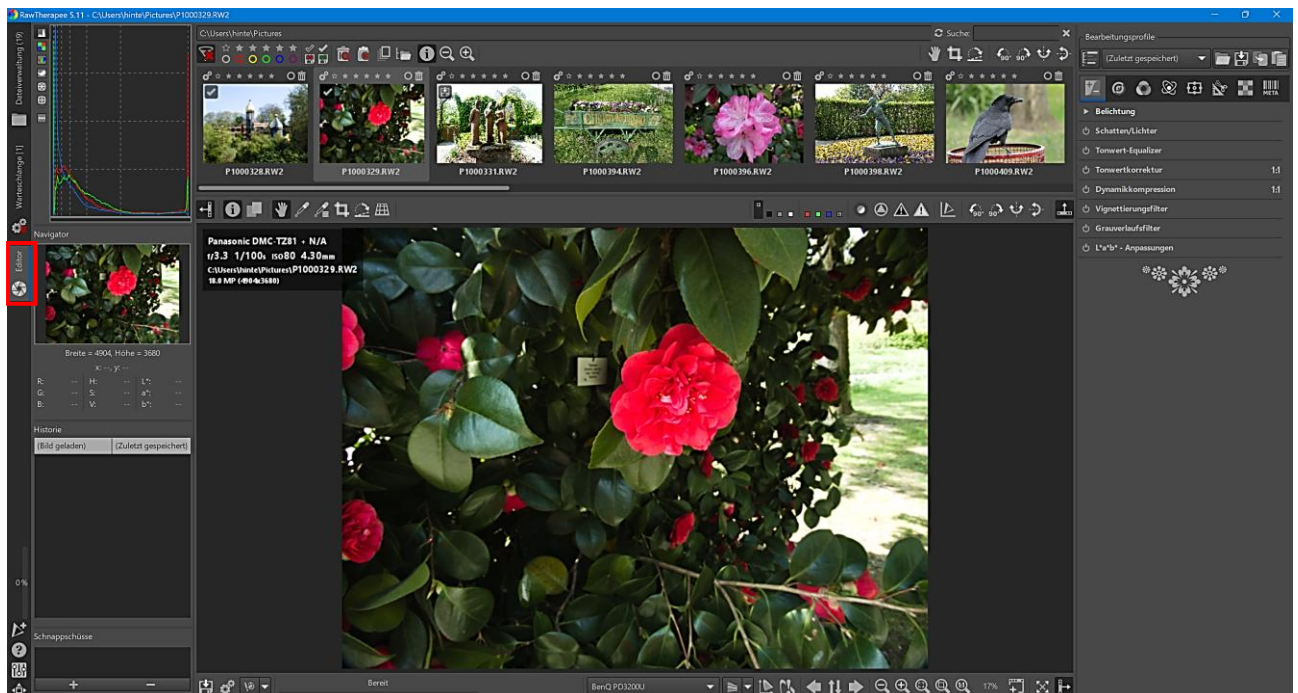 RawTherapee 5.11 - C:\Users\hinte\Pictures\P1000329.RW2
Dateiverwaltung (19)
Warteschlange [1]
Editor
0%
C:\Users\hinte\Pictures
Suche:
P1000328.RW2
P1000329.RW2
P1000331.RW2
P1000394.RW2
P1000396.RW2
P1000398.RW2
P1000409.RW2
Navigator
Breite = 4904, Höhe = 3680
x: --, y: --
R: -- H: -- L*: --
G: -- S: -- a*: --
B: -- V: -- b*: --
Historie
(Bild geladen) (Zuletzt gespeichert)
Schnappschüsse
Panasonic DMC-TZ81 + N/A
f/3.3 1/100s ISO80 4.30mm
C:\Users\hinte\Pictures\P1000329.RW2
18.0 MP (4904x3680)
Bereit
BenQ PD3200U
17%
Bearbeitungsprofile
(Zuletzt gespeichert)
META
Belichtung
Schatten/Lichter
Tonwert-Equalizer
Tonwertkorrektur 1:1
Dynamikkompression 1:1
Vignettierungsfilter
Grauverlaufsfilter
L*a*b* - Anpassungen